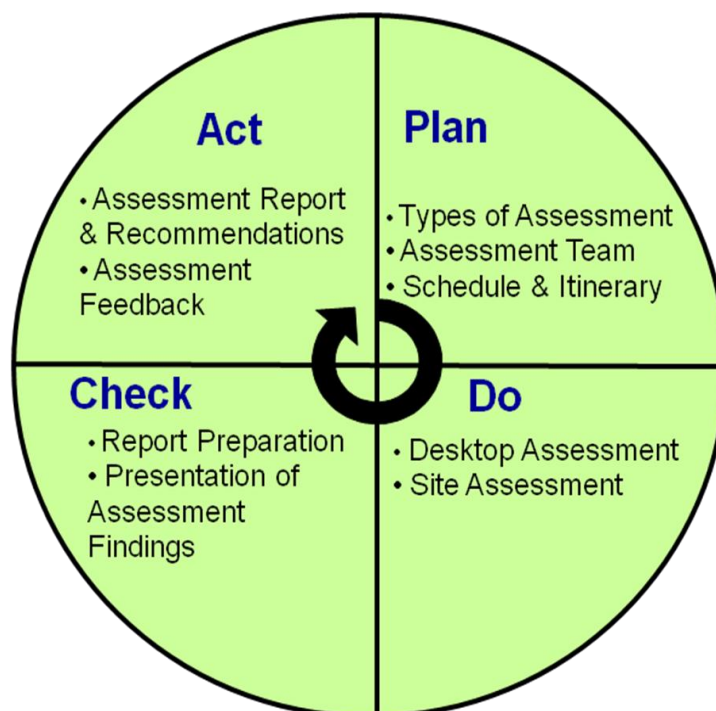 Act
• Assessment Report
& Recommendations
• Assessment
Feedback
Plan
• Types of Assessment
• Assessment Team
• Schedule & Itinerary
Check
• Report Preparation
• Presentation of
Assessment
Findings
Do
• Desktop Assessment
• Site Assessment